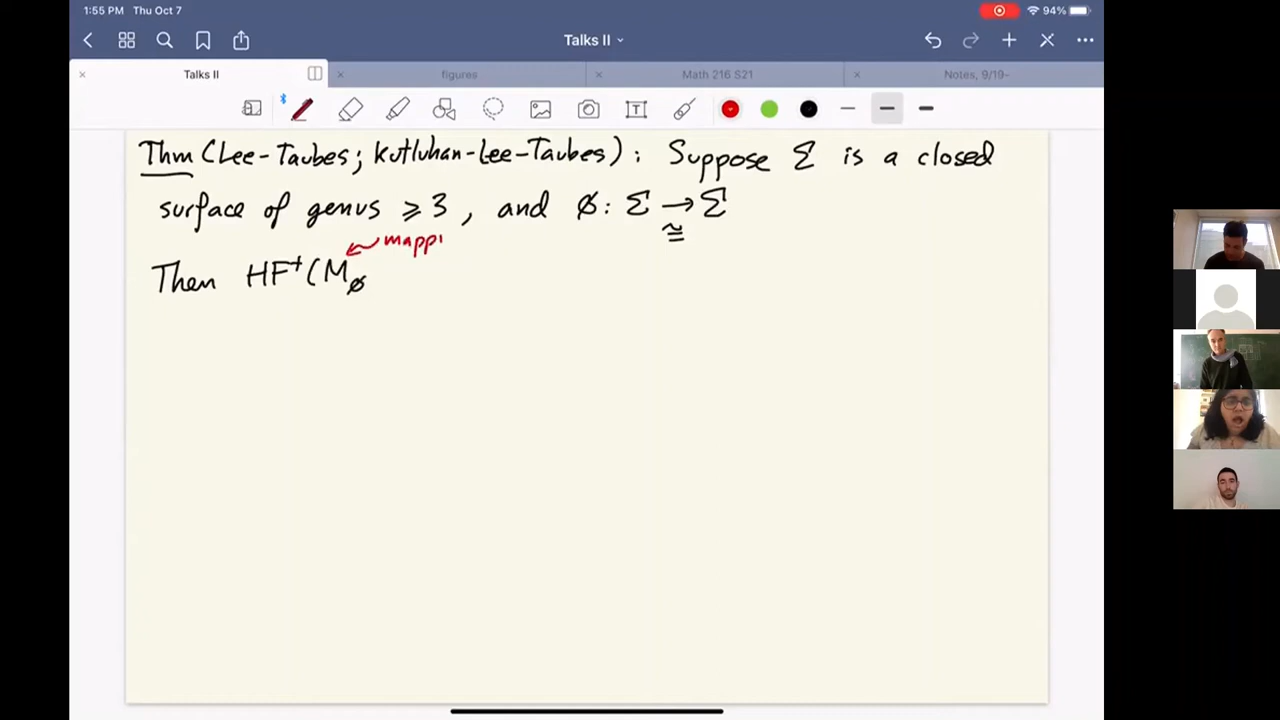 1:55 PM Thu Oct 7
94%
Talks II
Talks II
figures
Math 216 S21
Notes, 9/19-
Thm (Lee-Taubes; Kutluhan-Lee-Taubes): Suppose Σ is a closed
surface of genus ≥ 3, and ø: Σ →≅ Σ
mappi
Then HF⁺(M_ø